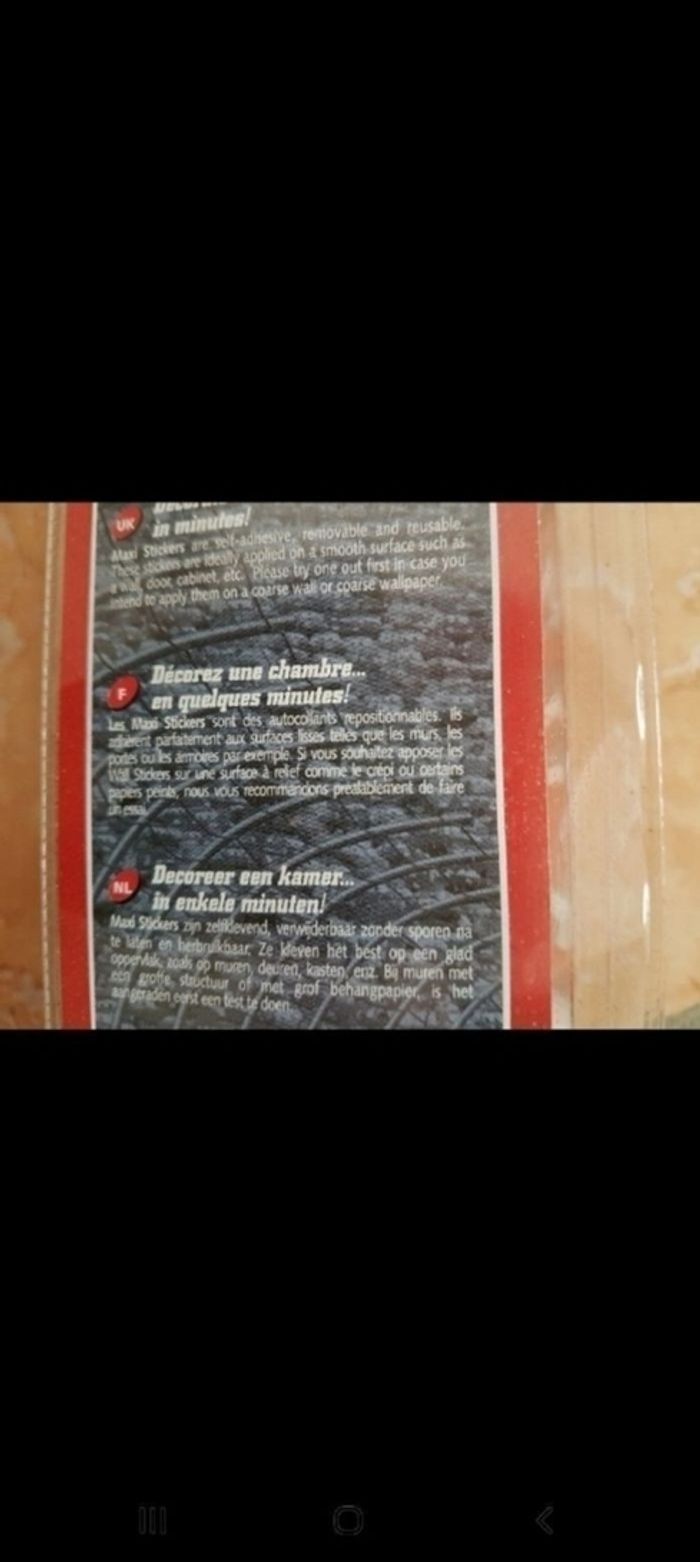 UK
in minutes!
Maxi Stickers are self-adhesive, removable and reusable.
These stickers are ideally applied on a smooth surface such as
a wall, door, cabinet, etc. Please try one out first in case you
intend to apply them on a coarse wall or coarse wallpaper.
F
Décorez une chambre...
en quelques minutes!
Les Maxi Stickers sont des autocollants repositionnables. Ils
adhèrent parfaitement aux surfaces lisses telles que les murs, les
portes ou les armoires par exemple. Si vous souhaitez apposer les
Wall Stickers sur une surface à relief comme le crépi ou certains
papiers peints, nous vous recommandons préalablement de faire
un essai.
NL
Decoreer een kamer...
in enkele minuten!
Maxi Stickers zijn zelfklevend, verwijderbaar zonder sporen na
te laten en herbruikbaar. Ze kleven het best op een glad
oppervlak, zoals op muren, deuren, kasten, enz. Bij muren met
een groffe structuur of met grof behangpapier, is het
aangeraden eerst een test te doen.